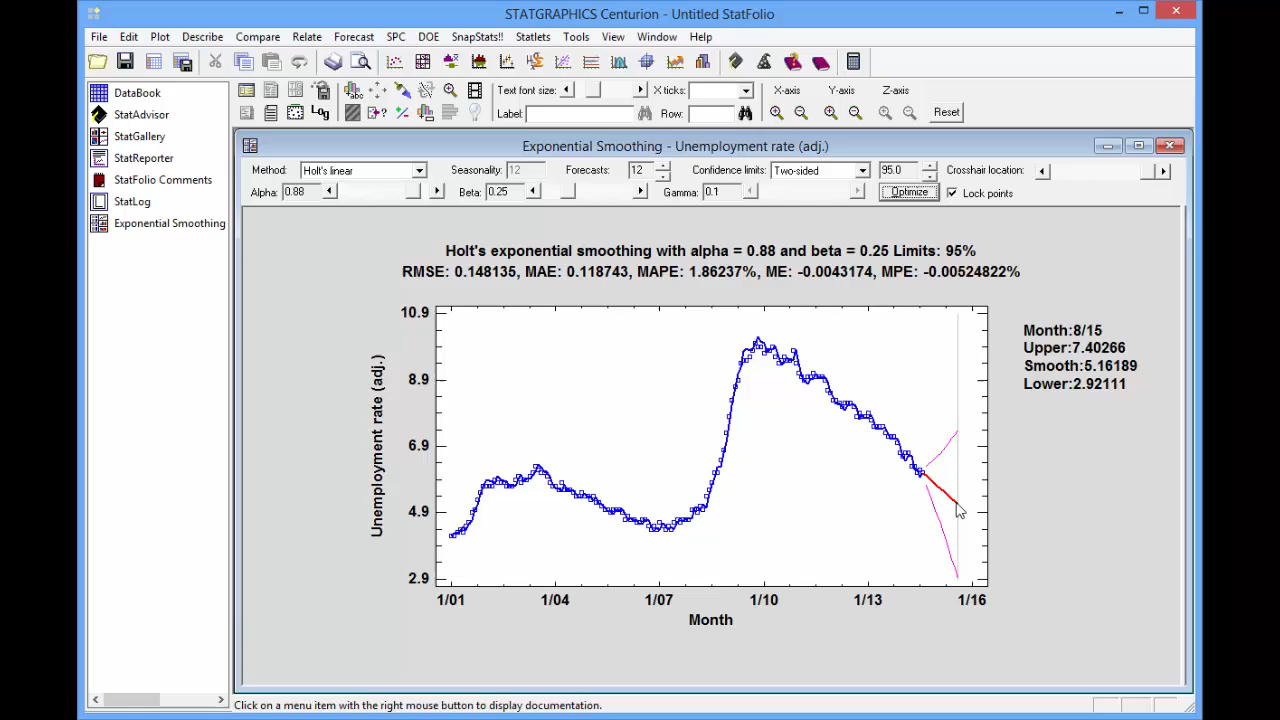 STATGRAPHICS Centurion - Untitled StatFolio
File Edit Plot Describe Compare Relate Forecast SPC DOE SnapStats!! Statlets Tools View Window Help
Text font size: X ticks: X-axis Y-axis Z-axis
Log Label: Row: Reset
DataBook
StatAdvisor
StatGallery
StatReporter
StatFolio Comments
StatLog
Exponential Smoothing
Exponential Smoothing - Unemployment rate (adj.)
Method: Holt's linear Seasonality: 12 Forecasts: 12 Confidence limits: Two-sided 95.0 Crosshair location:
Alpha: 0.88 Beta: 0.25 Gamma: 0.1 Optimize Lock points
Holt's exponential smoothing with alpha = 0.88 and beta = 0.25 Limits: 95%
RMSE: 0.148135, MAE: 0.118743, MAPE: 1.86237%, ME: -0.0043174, MPE: -0.00524822%
Unemployment rate (adj.)
10.9
8.9
6.9
4.9
2.9
1/01 1/04 1/07 1/10 1/13 1/16
Month
Month:8/15
Upper:7.40266
Smooth:5.16189
Lower:2.92111
Click on a menu item with the right mouse button to display documentation.